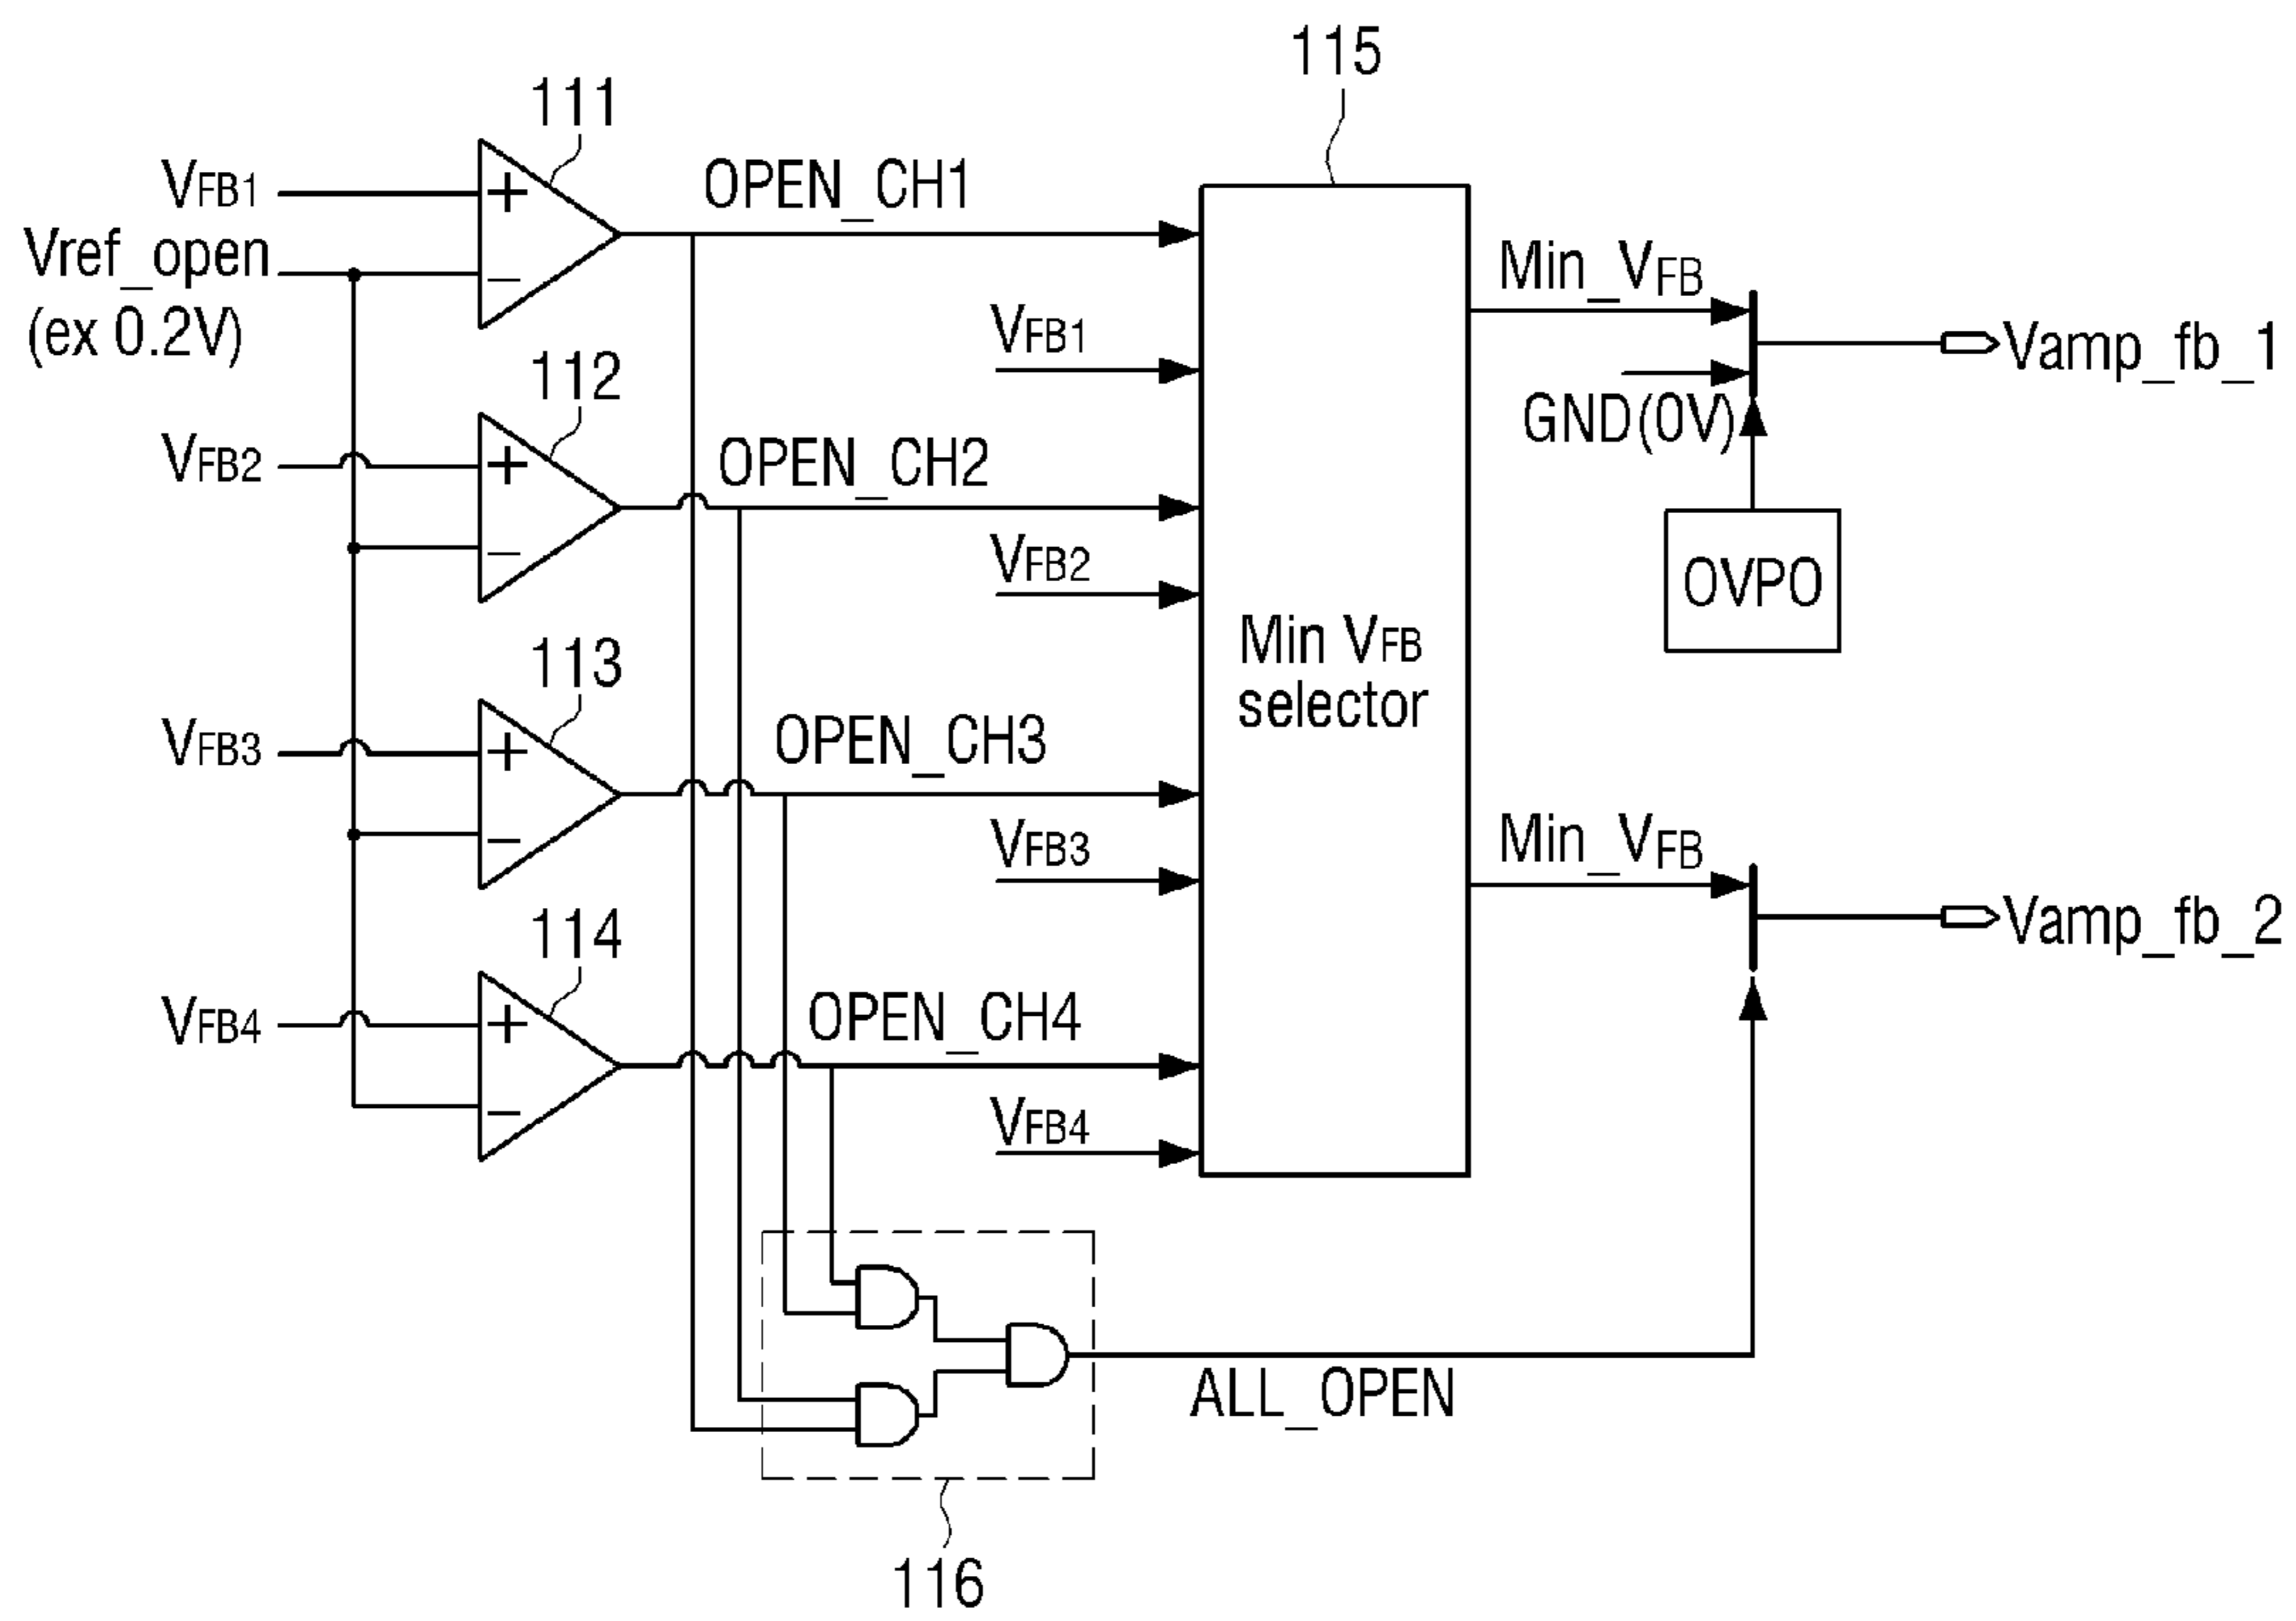 115
111
VFB1
+
OPEN_CH1
Vref_open
−
(ex 0.2V)
Min_VFB
VFB1
Vamp_fb_1
GND(0V)
112
VFB2
+
OPEN_CH2
−
VFB2
OVPO
Min VFB
selector
113
VFB3
+
OPEN_CH3
−
VFB3
Min_VFB
Vamp_fb_2
114
VFB4
+
OPEN_CH4
−
VFB4
ALL_OPEN
116